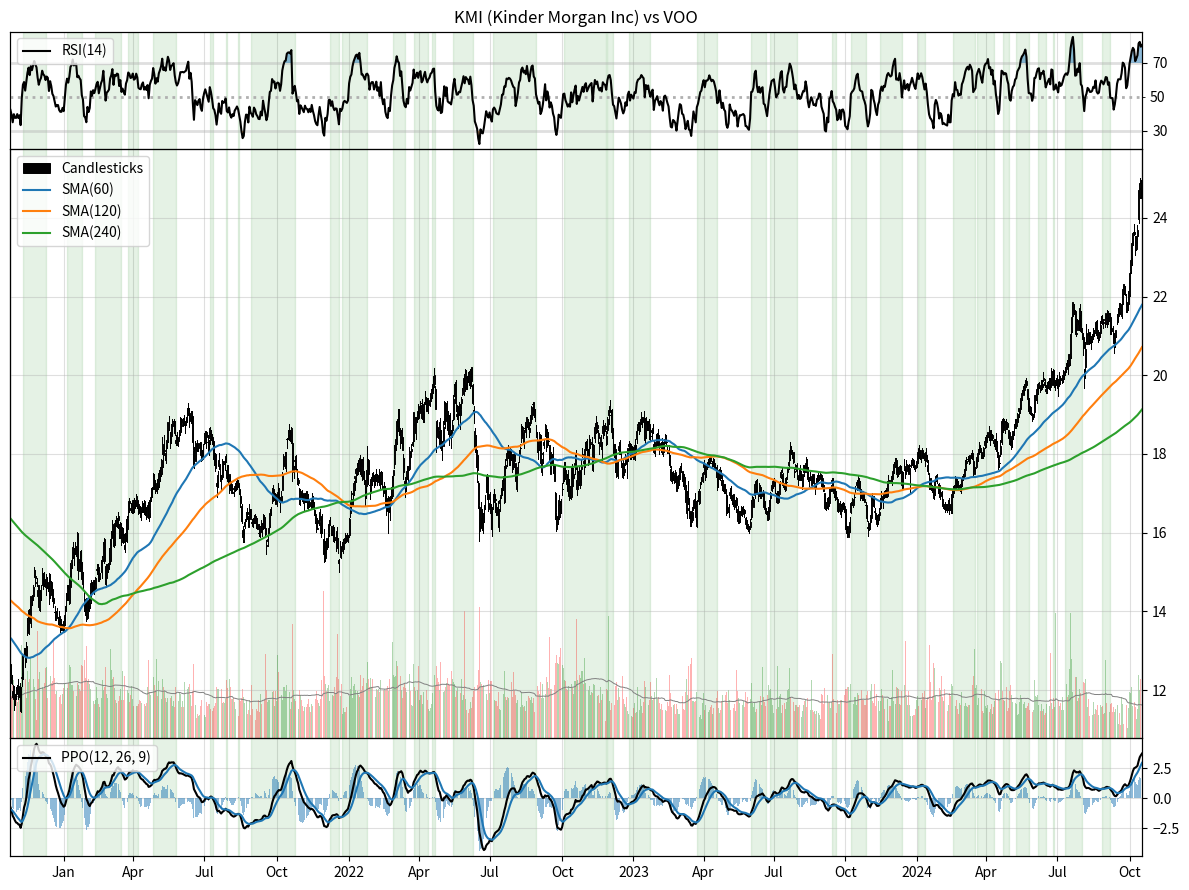 KMI (Kinder Morgan Inc) vs VOO
RSI(14)
70
50
30
Candlesticks
SMA(60)
SMA(120)
SMA(240)
24
22
20
18
16
14
12
PPO(12, 26, 9)
2.5
0.0
−2.5
Jan Apr Jul Oct 2022 Apr Jul Oct 2023 Apr Jul Oct 2024 Apr Jul Oct